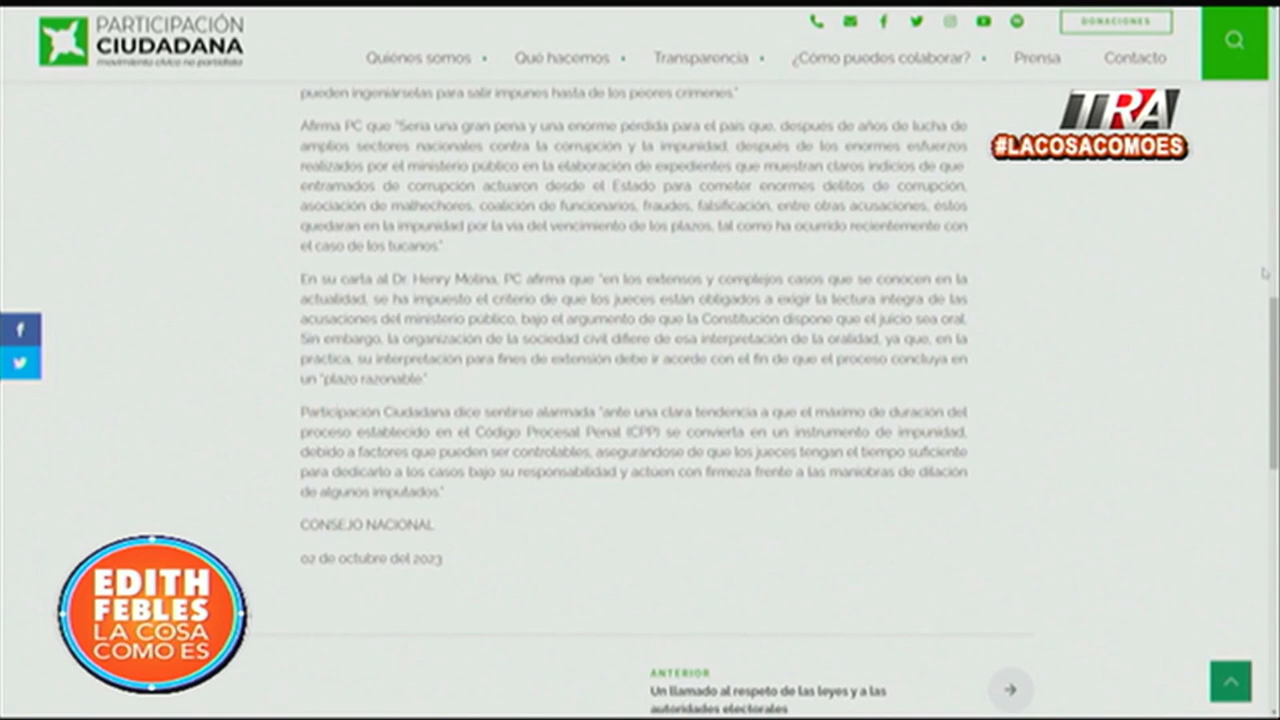 PARTICIPACIÓN
CIUDADANA
movimiento cívico no partidista
DONACIONES
Quiénes somos
Qué hacemos
Transparencia
¿Cómo puedes colaborar?
Prensa
Contacto
pueden ingeniárselas para salir impunes hasta de los peores crímenes."
TRA
#LACOSACOMOES
Afirma PC que "Sería una gran pena y una enorme pérdida para el país que, después de años de lucha de
amplios sectores sociales contra la corrupción y la impunidad, después de los enormes esfuerzos
realizados por el ministerio público en la elaboración de expedientes que muestran claros indicios de que
entramados de corrupción actuaron desde el Estado para cometer enormes delitos de corrupción,
asociación de malhechores, coalición de funcionarios, fraudes, falsificación, entre otras acusaciones, éstos
quedaran en la impunidad por la vía del vencimiento de los plazos, tal como ha ocurrido recientemente con
el caso de los tucanos."
En su carta al Dr. Henry Molina, PC afirma que "en los extensos y complejos casos que se conocen en la
actualidad, se ha impuesto el criterio de que los jueces están obligados a exigir la lectura íntegra de las
acusaciones del ministerio público, bajo el argumento de que la Constitución dispone que el juicio sea oral.
Sin embargo, la organización de la sociedad civil difiere de esa interpretación de la oralidad, ya que, en la
práctica, su interpretación para fines de extensión debe ir acorde con el fin de que el proceso concluya en
un "plazo razonable."
Participación Ciudadana dice sentirse alarmada "ante una clara tendencia a que el máximo de duración del
proceso establecido en el Código Procesal Penal (CPP) se convierta en un instrumento de impunidad,
debido a factores que pueden ser controlables, asegurándose de que los jueces tengan el tiempo suficiente
para dedicarlo a los casos bajo su responsabilidad y actúen con firmeza frente a las maniobras de dilación
de algunos imputados."
CONSEJO NACIONAL
02 de octubre del 2023
EDITH
FEBLES
LA COSA
COMO ES
ANTERIOR
Un llamado al respeto de las leyes y a las
autoridades electorales